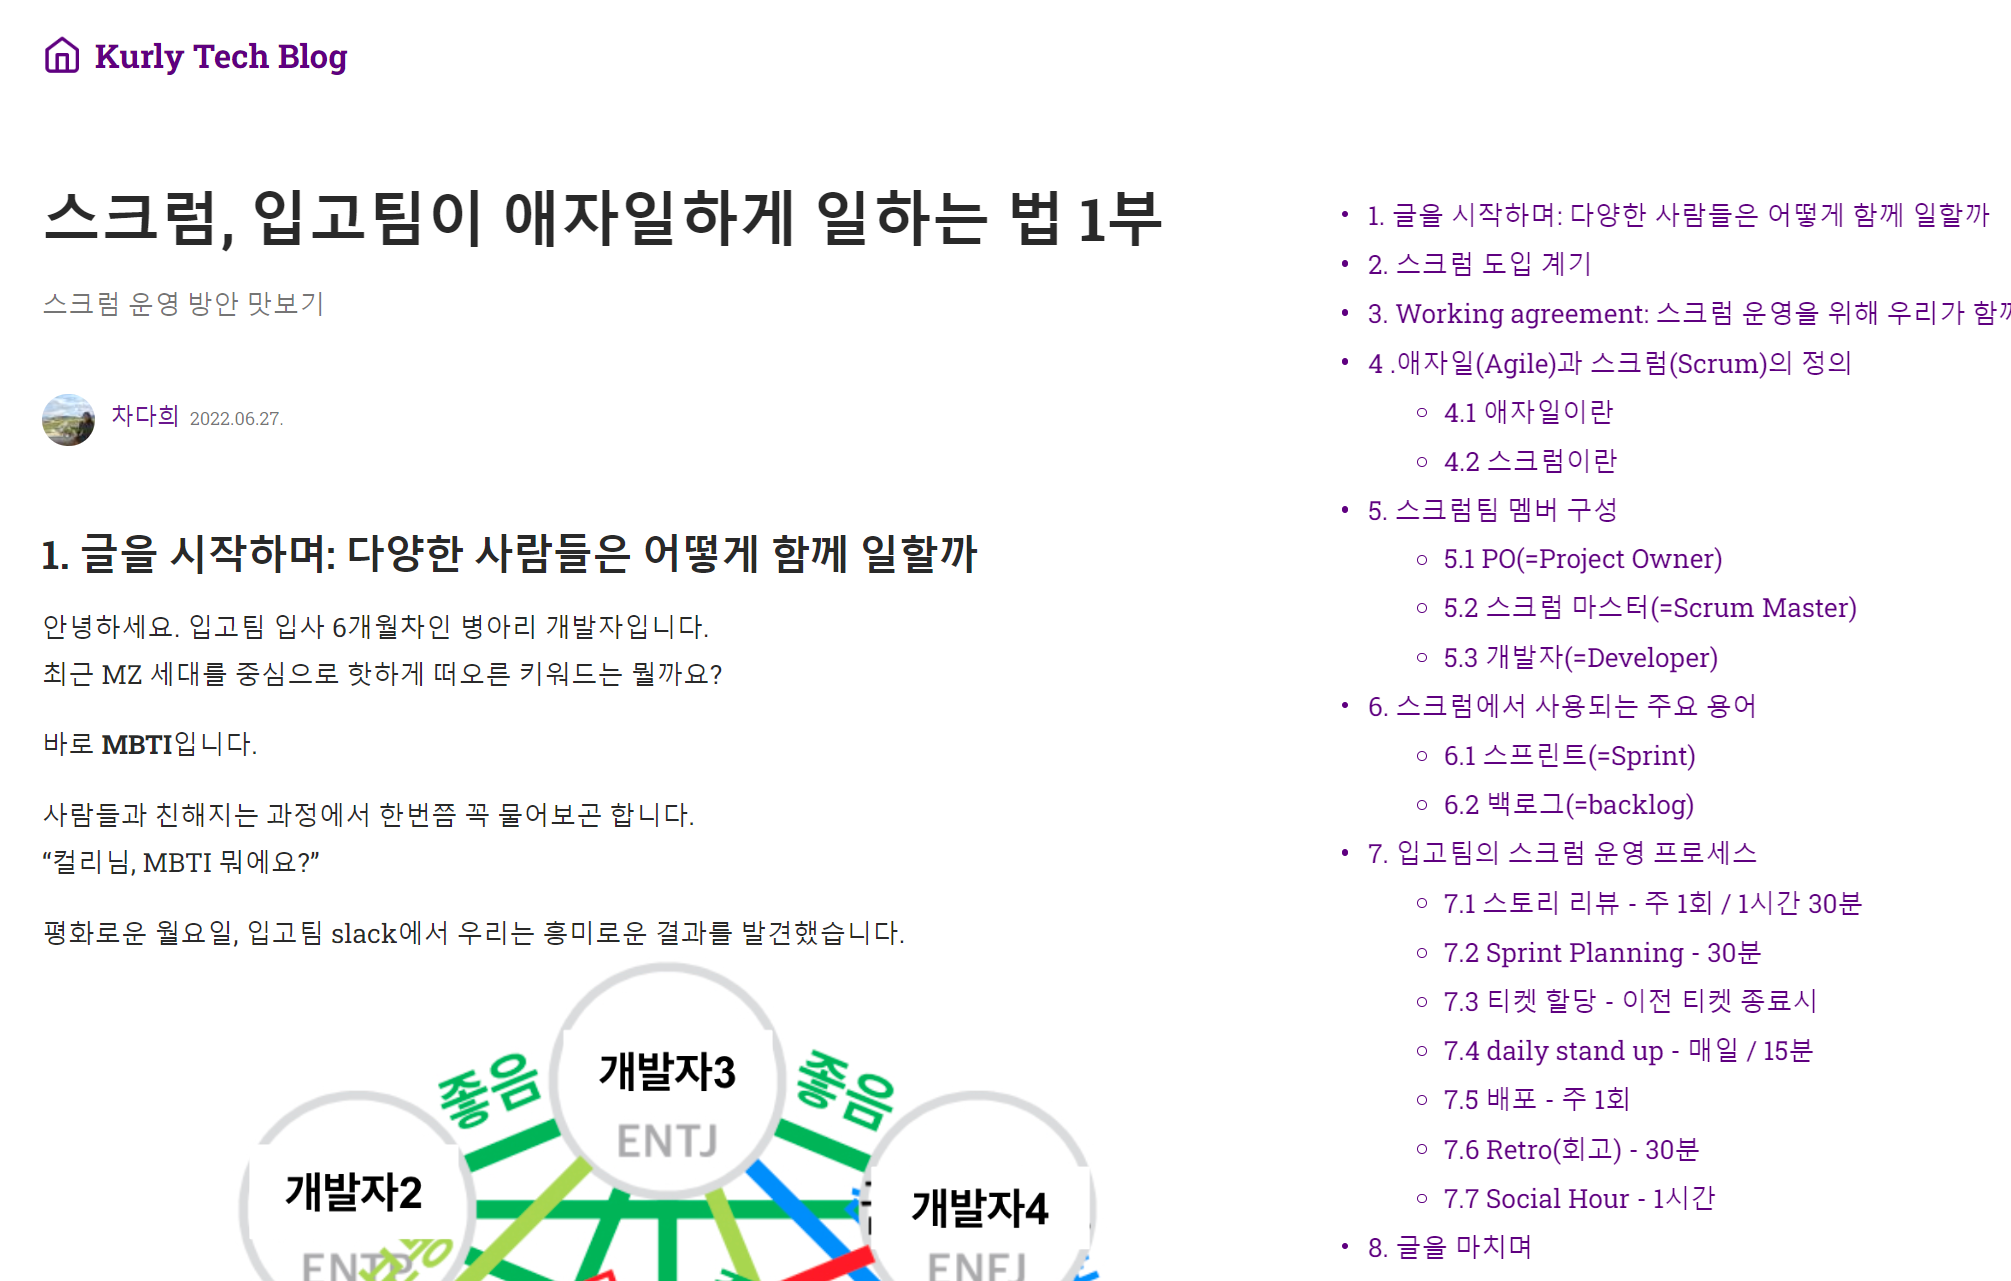 Kurly Tech Blog
스크럼, 입고팀이 애자일하게 일하는 법 1부
스크럼 운영 방안 맛보기
차다희 2022.06.27.
1. 글을 시작하며: 다양한 사람들은 어떻게 함께 일할까
안녕하세요. 입고팀 입사 6개월차인 병아리 개발자입니다.
최근 MZ 세대를 중심으로 핫하게 떠오른 키워드는 뭘까요?
바로 MBTI입니다.
사람들과 친해지는 과정에서 한번쯤 꼭 물어보곤 합니다.
“컬리님, MBTI 뭐에요?”
평화로운 월요일, 입고팀 slack에서 우리는 흥미로운 결과를 발견했습니다.
개발자3
ENTJ
좋음
좋음
개발자2
ENTP
개발자4
ENFJ
• 1. 글을 시작하며: 다양한 사람들은 어떻게 함께 일할까
• 2. 스크럼 도입 계기
• 3. Working agreement: 스크럼 운영을 위해 우리가
• 4 .애자일(Agile)과 스크럼(Scrum)의 정의
○ 4.1 애자일이란
○ 4.2 스크럼이란
• 5. 스크럼팀 멤버 구성
○ 5.1 PO(=Project Owner)
○ 5.2 스크럼 마스터(=Scrum Master)
○ 5.3 개발자(=Developer)
• 6. 스크럼에서 사용되는 주요 용어
○ 6.1 스프린트(=Sprint)
○ 6.2 백로그(=backlog)
• 7. 입고팀의 스크럼 운영 프로세스
○ 7.1 스토리 리뷰 - 주 1회 / 1시간 30분
○ 7.2 Sprint Planning - 30분
○ 7.3 티켓 할당 - 이전 티켓 종료시
○ 7.4 daily stand up - 매일 / 15분
○ 7.5 배포 - 주 1회
○ 7.6 Retro(회고) - 30분
○ 7.7 Social Hour - 1시간
• 8. 글을 마치며